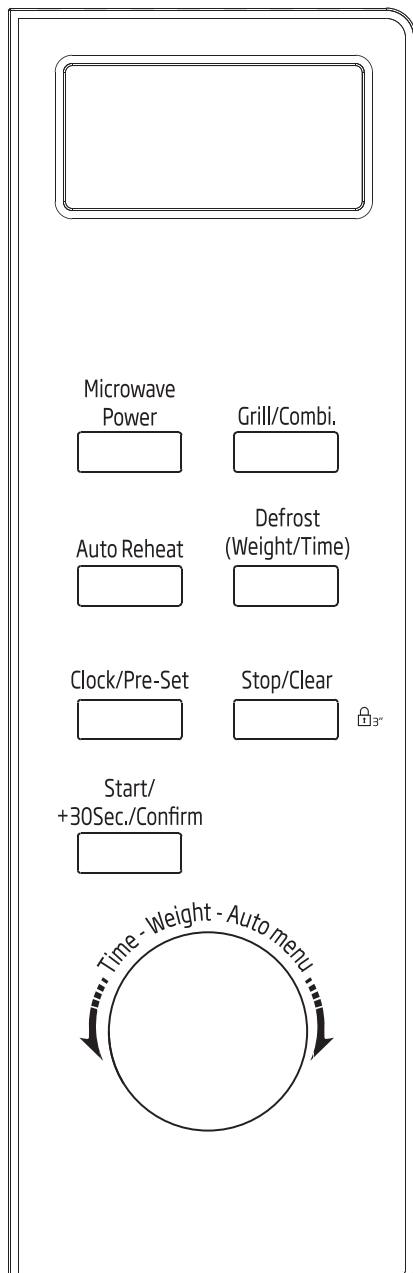 Microwave
Power
Grill/Combi.
Auto Reheat
Defrost
(Weight/Time)
Clock/Pre-Set
Stop/Clear
3"
Start/
+30Sec./Confirm
Time - Weight - Auto menu